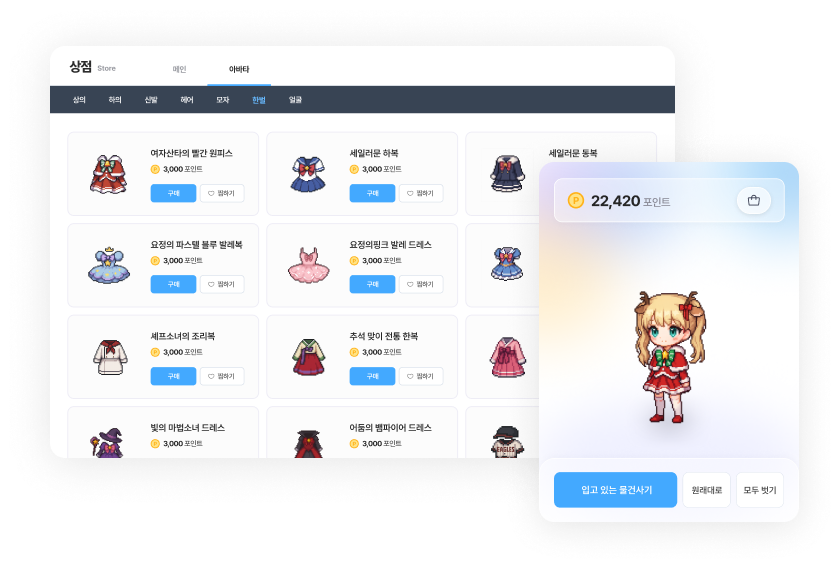 상점 Store
메인 아바타
상의 하의 신발 헤어 모자 한벌 얼굴
여자산타의 빨간 원피스
P 3,000 포인트
구매 찜하기
세일러문 하복
P 3,000 포인트
구매 찜하기
세일러문 동복
요정의 파스텔 블루 발레복
P 3,000 포인트
구매 찜하기
요정의핑크 발레 드레스
P 3,000 포인트
구매 찜하기
셰프소녀의 조리복
P 3,000 포인트
구매 찜하기
추석 맞이 전통 한복
P 3,000 포인트
구매 찜하기
빛의 마법소녀 드레스
P 3,000 포인트
어둠의 뱀파이어 드레스
P 3,000 포인트
EAGLES
P 22,420 포인트
입고 있는 물건사기 원래대로 모두 벗기